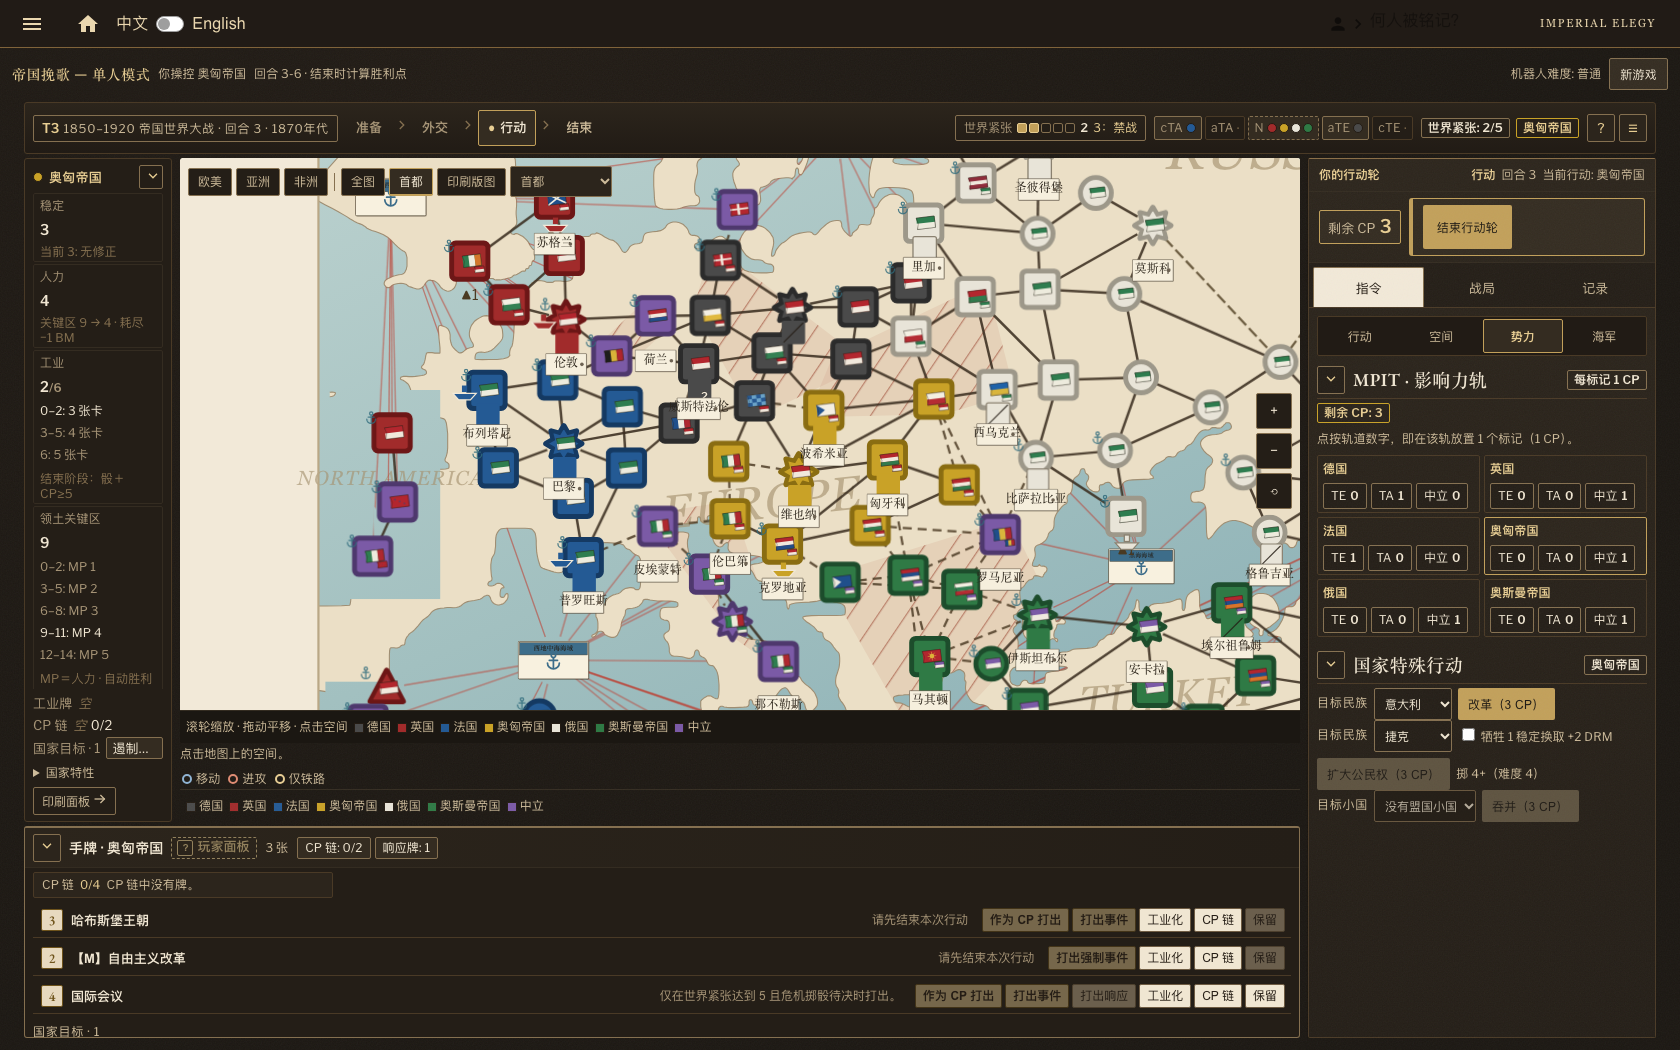 中文 English
何人被铭记?
IMPERIAL ELEGY
帝国挽歌 — 单人模式 你操控 奥匈帝国 回合 3-6 · 结束时计算胜利点
机器人难度: 普通 新游戏
T3 1850–1920 帝国世界大战 · 回合 3 · 1870年代 准备 外交 行动 结束
世界紧张 2 3: 禁战 cTA aTA · N aTE cTE · 世界紧张: 2/5 奥匈帝国 ?
奥匈帝国
稳定
3
当前 3: 无修正
人力
4
关键区 9 → 4 · 耗尽
−1 BM
工业
2/6
0–2: 3 张卡
3–5: 4 张卡
6: 5 张卡
结束阶段: 骰＋
CP≥5
领土关键区
9
0–2: MP 1
3–5: MP 2
6–8: MP 3
9–11: MP 4
12–14: MP 5
MP＝人力 · 自动胜利
工业牌 空
CP 链 空 0/2
国家目标 · 1 遏制...
国家特性
印刷面板
欧美 亚洲 非洲 全图 首都 印刷版图 首都
圣彼得堡
苏格兰
里加
莫斯科
▲1
伦敦
荷兰
威斯特法伦
布列塔尼
波希米亚
西乌克兰
NORTH AMERICA
巴黎
EUROPE
维也纳
匈牙利
比萨拉比亚
皮埃蒙特
伦巴第
克罗地亚
罗马尼亚
黑海海域
格鲁吉亚
普罗旺斯
西地中海海域
伊斯坦布尔
埃尔祖鲁姆
安卡拉
马其顿
那不勒斯
滚轮缩放 · 拖动平移 · 点击空间 德国 英国 法国 奥匈帝国 俄国 奥斯曼帝国 中立
点击地图上的空间。
移动 进攻 仅铁路
德国 英国 法国 奥匈帝国 俄国 奥斯曼帝国 中立
手牌 · 奥匈帝国 ? 玩家面板 3 张 CP 链: 0/2 响应牌: 1
CP 链 0/4 CP 链中没有牌。
3 哈布斯堡王朝 请先结束本次行动 作为 CP 打出 打出事件 工业化 CP 链 保留
2 【M】自由主义改革 请先结束本次行动 打出强制事件 工业化 CP 链 保留
4 国际会议 仅在世界紧张达到 5 且危机掷骰待决时打出。 作为 CP 打出 打出事件 打出响应 工业化 CP 链 保留
国家目标 · 1
你的行动轮 行动 回合 3 当前行动: 奥匈帝国
剩余 CP 3 结束行动轮
指令 战局 记录
行动 空间 势力 海军
MPIT · 影响力轨 每标记 1 CP
剩余 CP: 3
点按轨道数字，即在该轨放置 1 个标记（1 CP）。
德国 英国
TE 0 TA 1 中立 0 TE 0 TA 0 中立 1
法国 奥匈帝国
TE 1 TA 0 中立 0 TE 0 TA 0 中立 1
俄国 奥斯曼帝国
TE 0 TA 0 中立 1 TE 0 TA 0 中立 1
国家特殊行动 奥匈帝国
目标民族 意大利 改革（3 CP）
目标民族 捷克 牺牲 1 稳定换取 +2 DRM
扩大公民权（3 CP） 掷 4+（难度 4）
目标小国 没有盟国小国 吞并（3 CP）